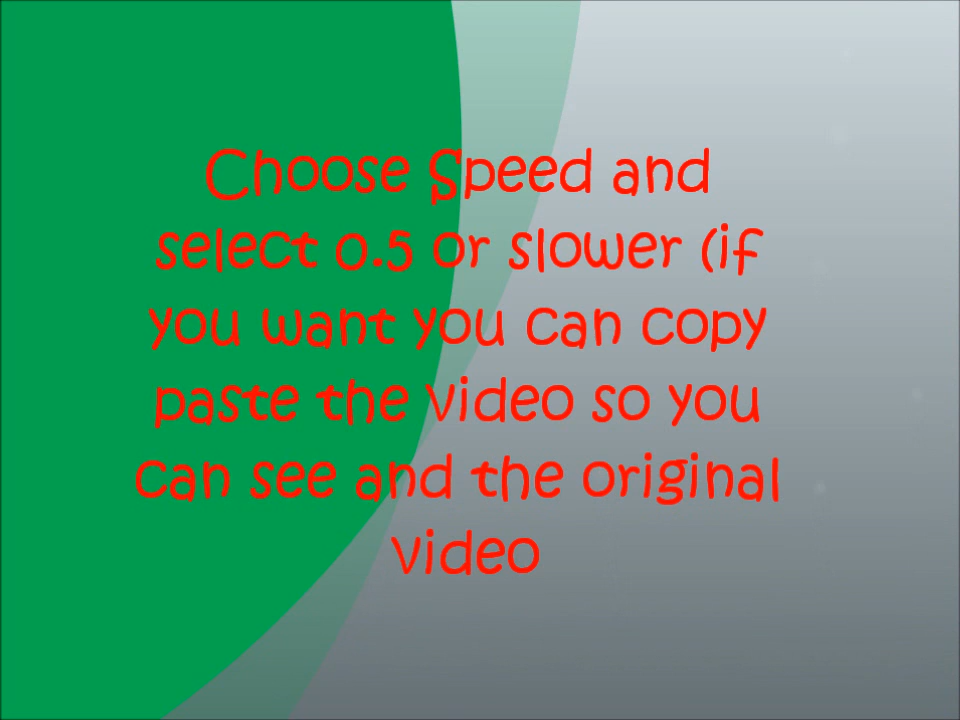 Choose Speed and
select 0.5 or slower (if
you want you can copy
paste the video so you
can see and the original
video